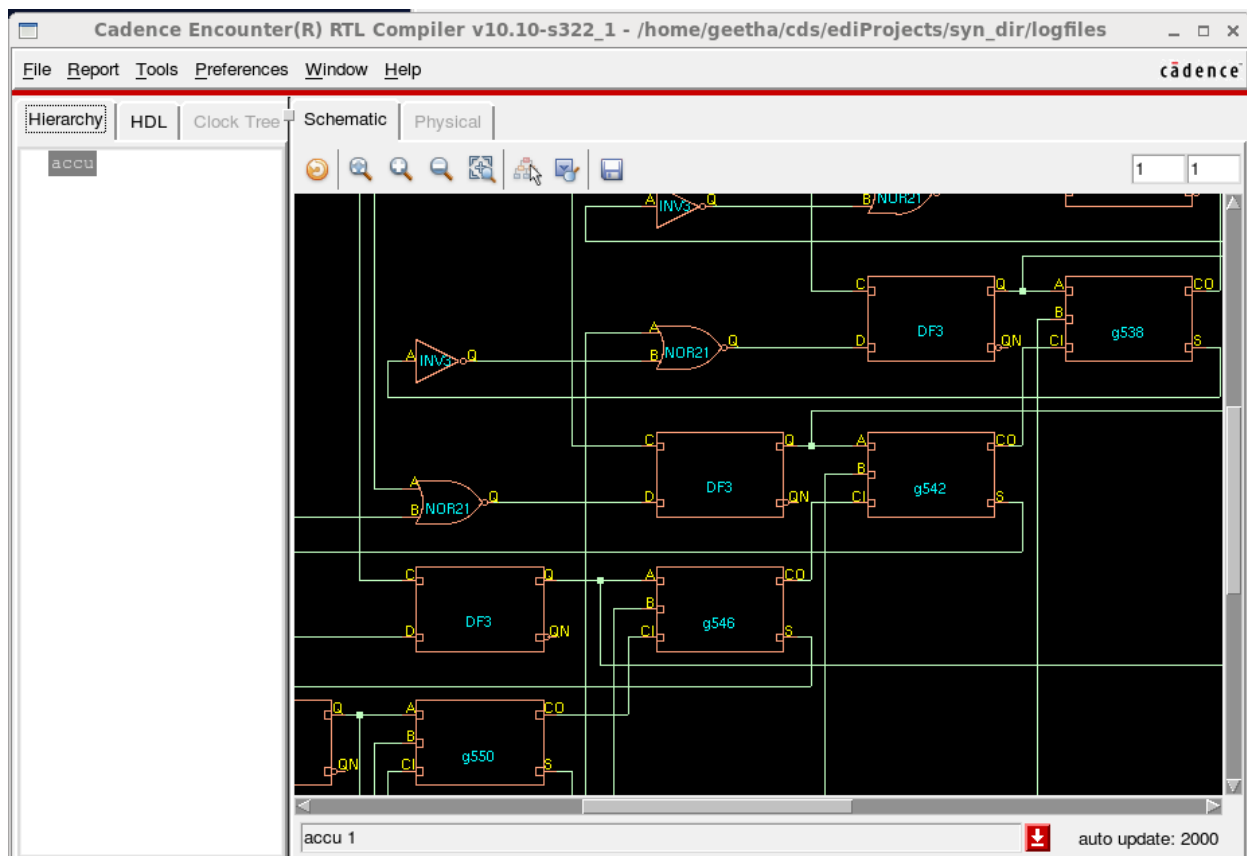 Cadence Encounter(R) RTL Compiler v10.10-s322_1 - /home/geetha/cds/ediProjects/syn_dir/logfiles
File Report Tools Preferences Window Help
cādence
Hierarchy HDL Clock Tree Schematic Physical
accu
1 1
A INV3 Q B NOR21
C Q A CO
DF3 B g538
A NOR21 Q D QN CI S
A INV3 Q B
C Q A CO
DF3 B g542
A NOR21 Q D QN CI S
B
C Q A CO
DF3 B g546
D QN CI S
Q A CO
B g550
QN CI S
accu 1
auto update: 2000